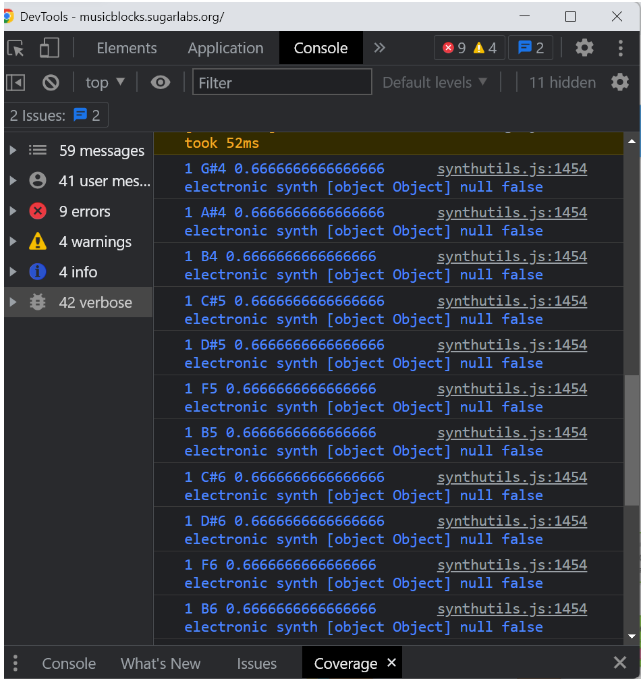 DevTools - musicblocks.sugarlabs.org/
Elements Application Console » 9 4 2
top ▼ Filter Default levels ▼ 11 hidden
2 Issues: 2
59 messages
41 user mes...
9 errors
4 warnings
4 info
42 verbose
took 52ms
1 G#4 0.6666666666666666 synthutils.js:1454
electronic synth [object Object] null false
1 A#4 0.6666666666666666 synthutils.js:1454
electronic synth [object Object] null false
1 B4 0.6666666666666666 synthutils.js:1454
electronic synth [object Object] null false
1 C#5 0.6666666666666666 synthutils.js:1454
electronic synth [object Object] null false
1 D#5 0.6666666666666666 synthutils.js:1454
electronic synth [object Object] null false
1 F5 0.6666666666666666 synthutils.js:1454
electronic synth [object Object] null false
1 B5 0.6666666666666666 synthutils.js:1454
electronic synth [object Object] null false
1 C#6 0.6666666666666666 synthutils.js:1454
electronic synth [object Object] null false
1 D#6 0.6666666666666666 synthutils.js:1454
electronic synth [object Object] null false
1 F6 0.6666666666666666 synthutils.js:1454
electronic synth [object Object] null false
1 B6 0.6666666666666666 synthutils.js:1454
electronic synth [object Object] null false
Console What's New Issues Coverage ×